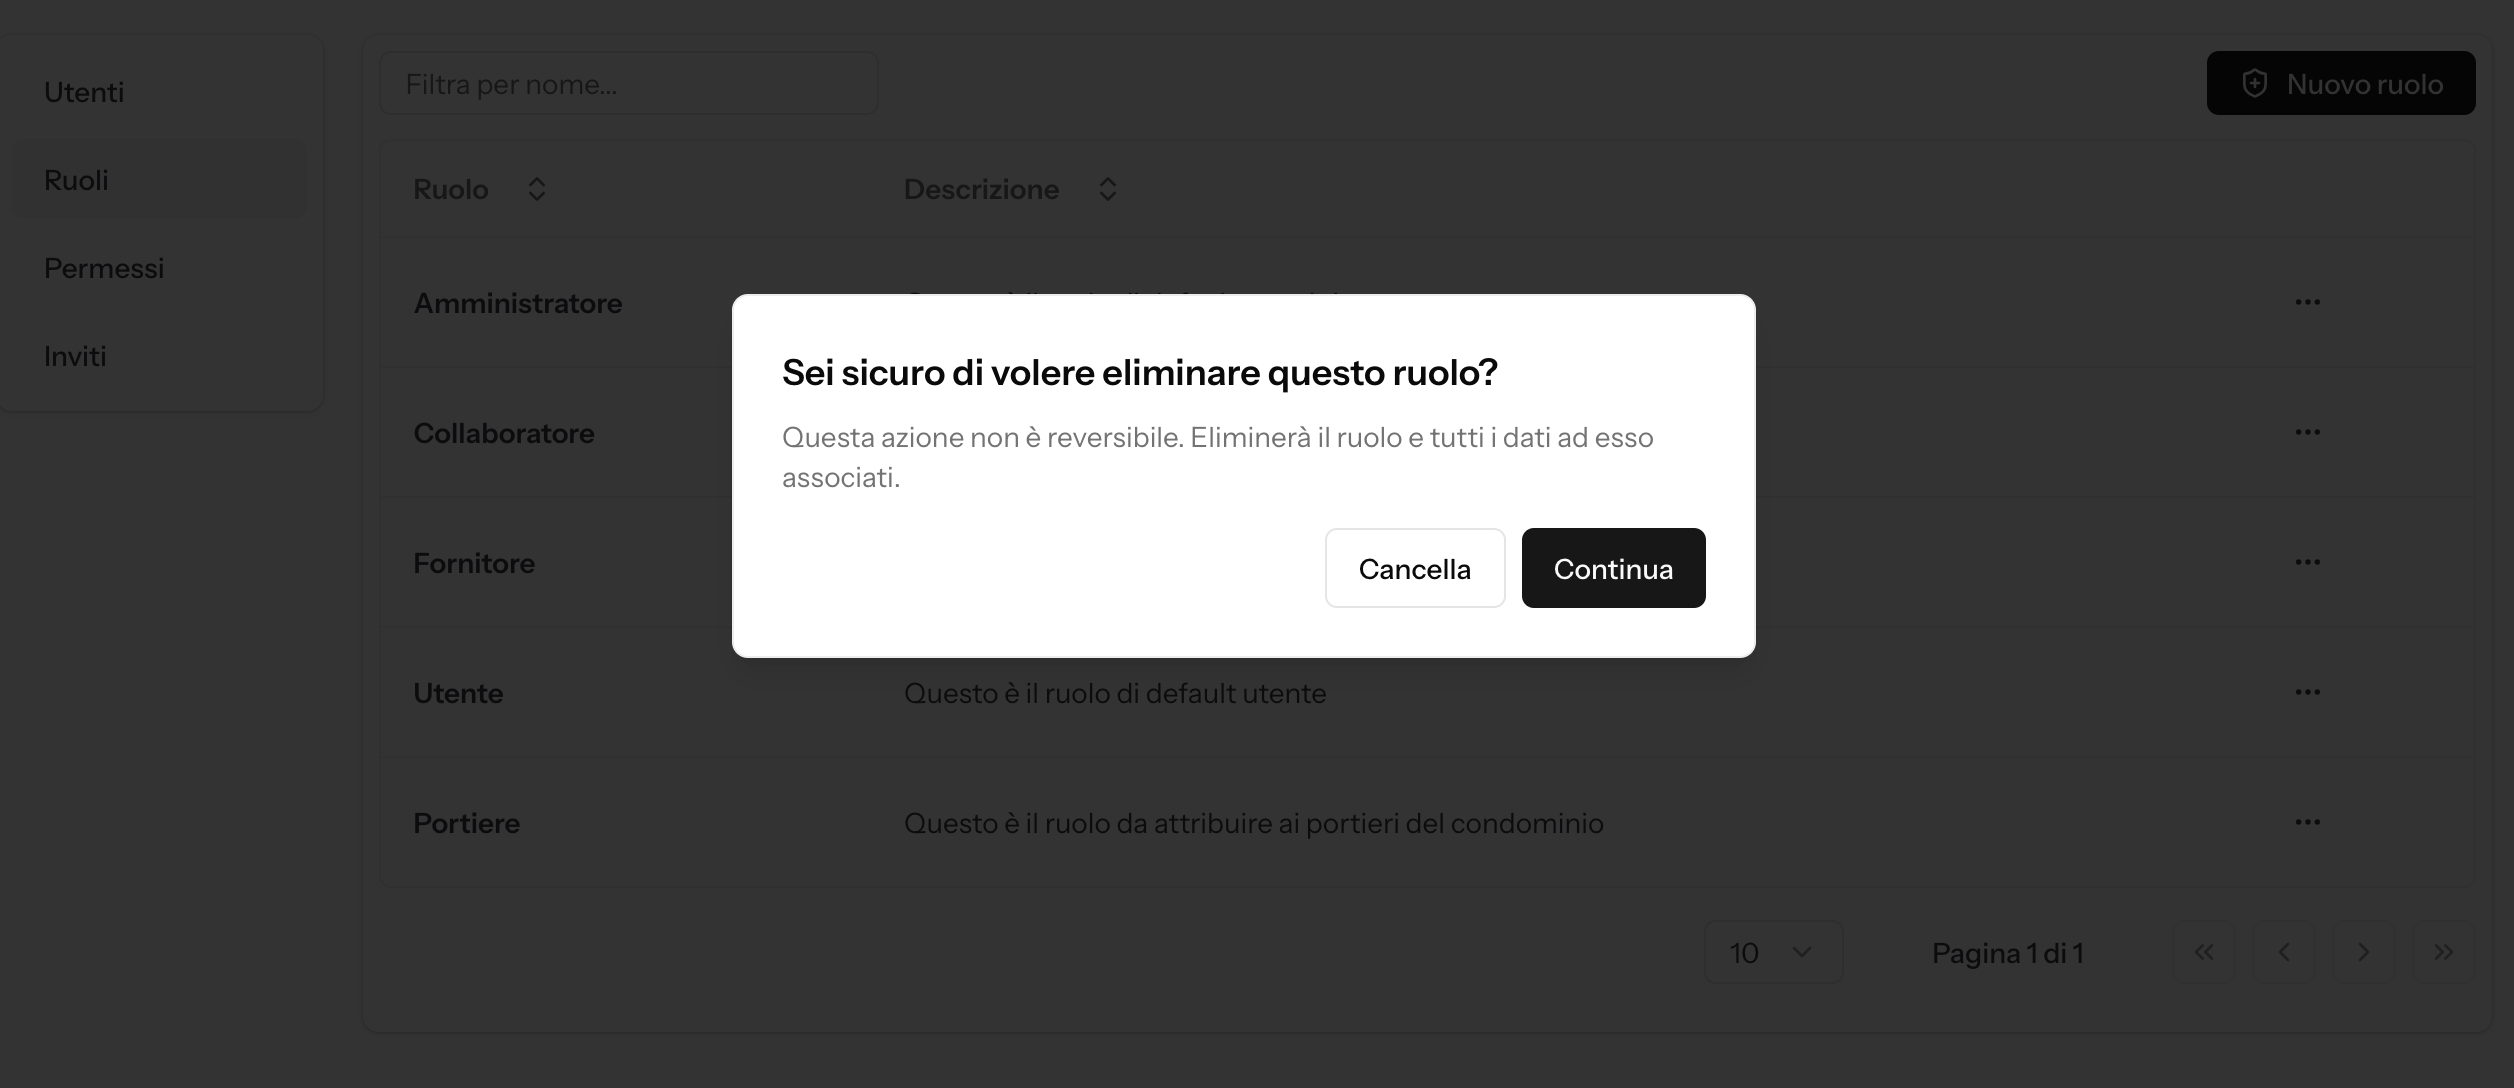 Utenti
Ruoli
Permessi
Inviti
Filtra per nome...
Nuovo ruolo
Ruolo
Descrizione
Amministratore
Collaboratore
Fornitore
Utente
Questo è il ruolo di default utente
Portiere
Questo è il ruolo da attribuire ai portieri del condominio
Sei sicuro di volere eliminare questo ruolo?
Questa azione non è reversibile. Eliminerà il ruolo e tutti i dati ad esso
associati.
Cancella
Continua
10
Pagina 1 di 1